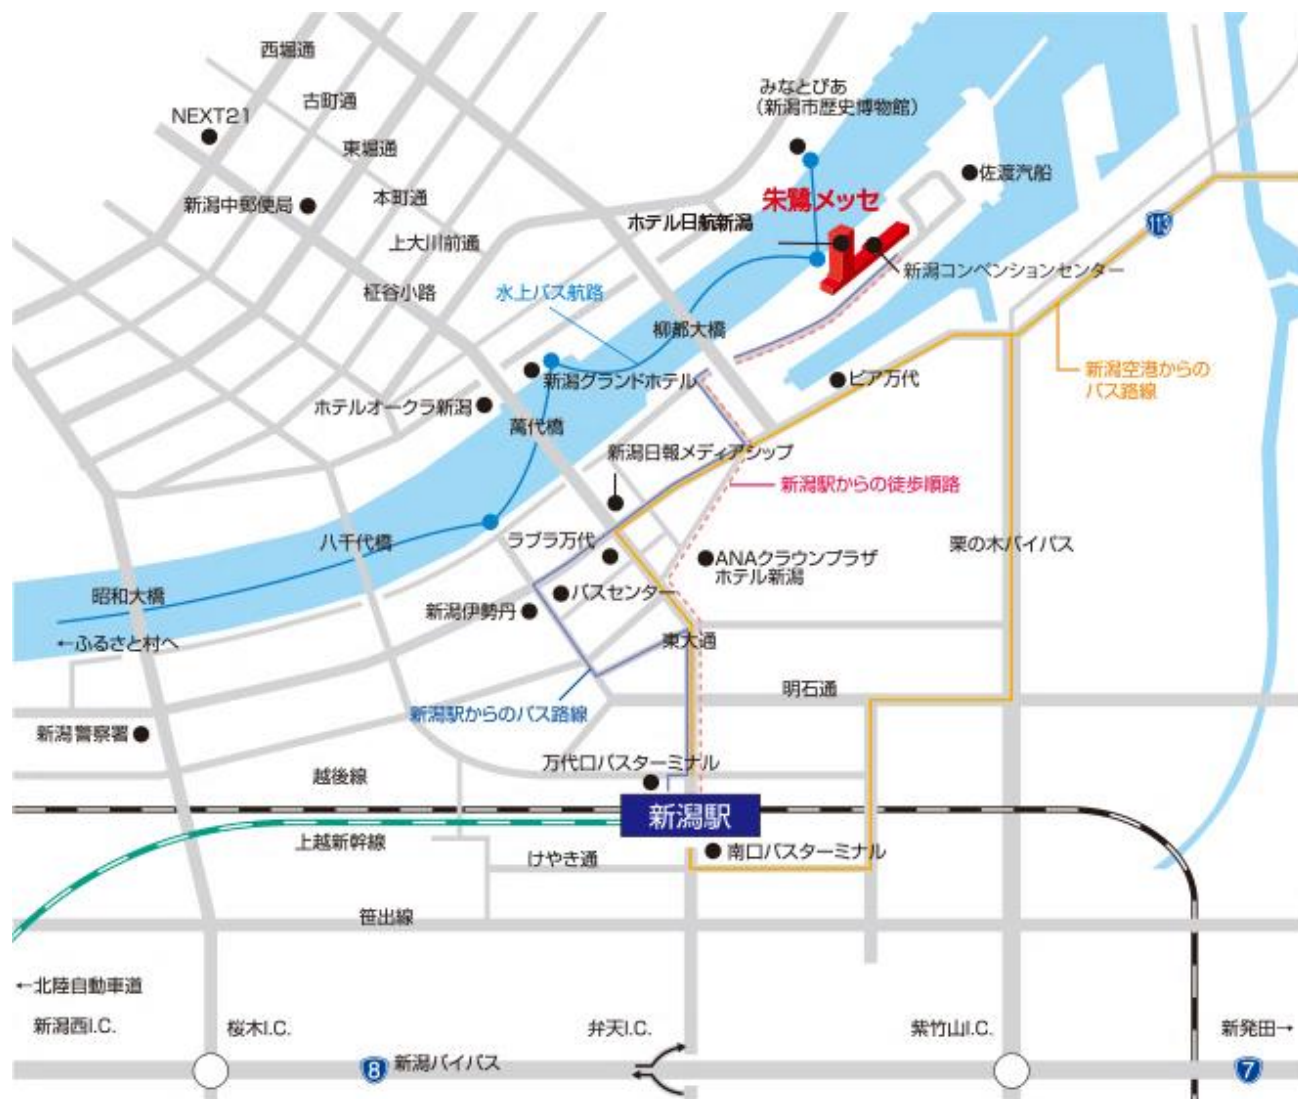 西堀通
みなとぴあ
（新潟市歴史博物館）
古町通
NEXT21
東堀通
佐渡汽船
本町通
朱鷺メッセ
新潟中郵便局
ホテル日航新潟
113
上大川前通
新潟コンベンションセンター
柾谷小路
水上バス航路
柳都大橋
新潟空港からの
バス路線
新潟グランドホテル
ピア万代
ホテルオークラ新潟
萬代橋
新潟日報メディアシップ
新潟駅からの徒歩順路
八千代橋
ラブラ万代
栗の木バイパス
ANAクラウンプラザ
ホテル新潟
昭和大橋
バスセンター
新潟伊勢丹
←ふるさと村へ
東大通
明石通
新潟駅からのバス路線
新潟警察署
万代口バスターミナル
越後線
新潟駅
上越新幹線
南口バスターミナル
けやき通
笹出線
←北陸自動車道
新潟西I.C.
桜木I.C.
弁天I.C.
紫竹山I.C.
新発田→
8
新潟バイパス
7